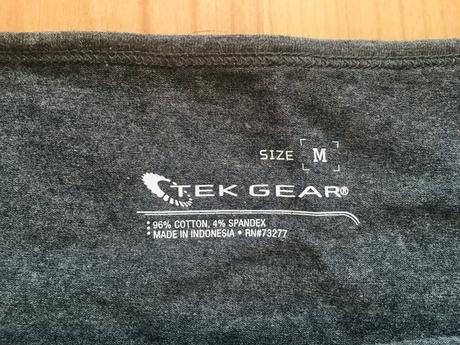 SIZE M
TEK GEAR®
• 96% COTTON, 4% SPANDEX
• MADE IN INDONESIA • RN#73277